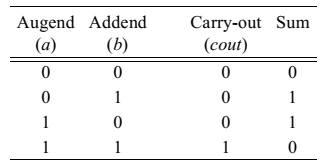 Augend Addend Carry-out Sum
(a) (b) (cout)
0 0 0 0
0 1 0 1
1 0 0 1
1 1 1 0